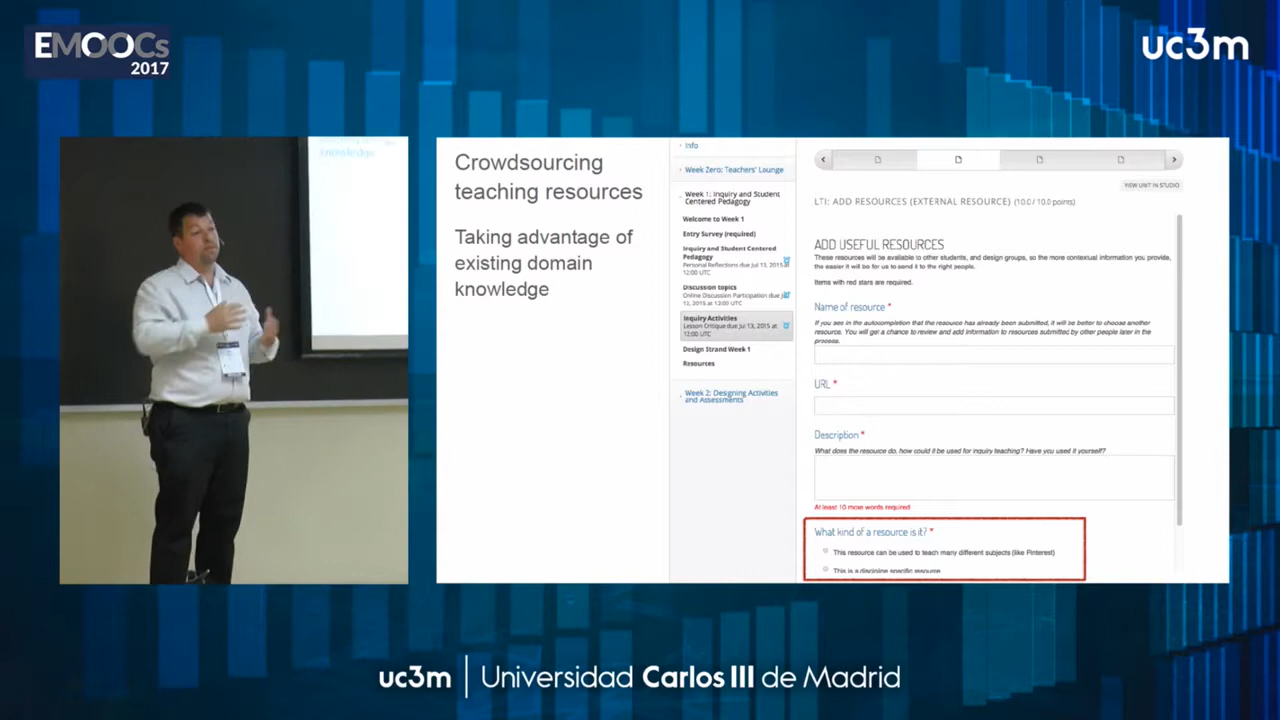 EMOOCs
2017
uc3m
knowledge
Crowdsourcing
teaching resources
Taking advantage of
existing domain
knowledge
Info
Week Zero: Teachers' Lounge
Week 1: Inquiry and Student
Centered Pedagogy
Welcome to Week 1
Entry Survey (required)
Inquiry and Student Centered
Pedagogy
Personal Reflections due Jul 13, 2015 at
12:00 UTC
Discussion topics
Online Discussion Participation due
13, 2015 at 12:00 UTC
Inquiry Activities
Lesson Critique due Jul 13, 2015 at
12:00 UTC
Design Strand Week 1
Resources
Week 2: Designing Activities
and Assessments
VIEW UNIT IN STUDIO
LTI: ADD RESOURCES (EXTERNAL RESOURCE) (10.0 / 10.0 points)
ADD USEFUL RESOURCES
These resources will be available to other students, and design groups, so the more contextual information you provide,
the easier it will be for us to send it to the right people.
Items with red stars are required.
Name of resource *
If you see in the autocompletion that the resource has already been submitted, it will be better to choose another
resource. You will get a chance to review and add information to resources submitted by other people later in the
process.
URL *
Description *
What does the resource do, how could it be used for inquiry teaching? Have you used it yourself?
At least 10 more words required
What kind of a resource is it? *
This resource can be used to teach many different subjects (like Pinterest)
This is a discipline specific resource
uc3m | Universidad Carlos III de Madrid